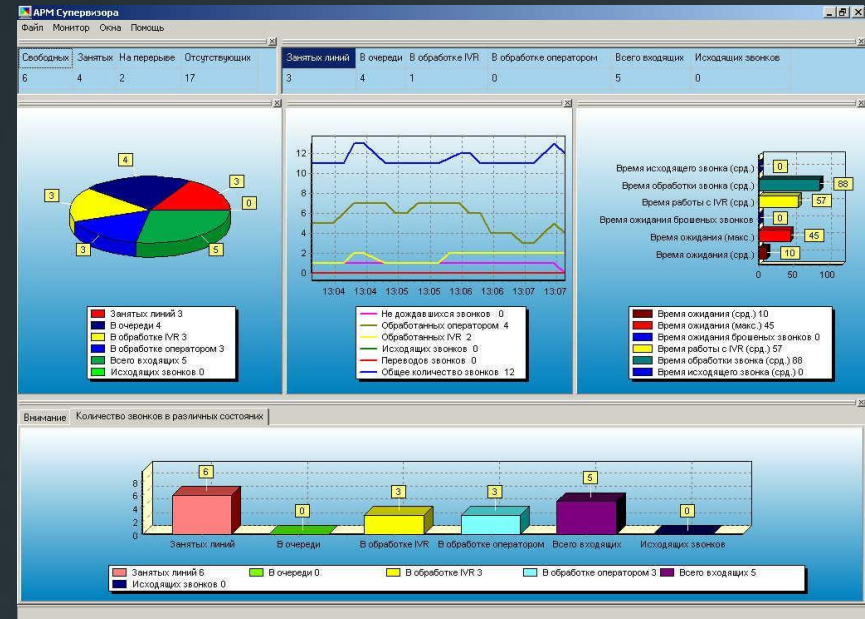 АРМ Супервизора
Файл Монитор Окна Помощь
Свободных Занятых На перерыве Отсутствующих
6 4 2 17
Занятых линий В очереди В обработке IVR В обработке оператором Всего входящих Исходящих звонков
3 4 1 0 5 0
4
3
3
0
3
5
Занятых линий 3
В очереди 4
В обработке IVR 3
В обработке оператором 3
Всего входящих 5
Исходящих звонков 0
12
10
8
6
4
2
0
13:04 13:04 13:05 13:05 13:06 13:06 13:07 13:07
Не дождавшихся звонков 0
Обработанных оператором 4
Обработанных IVR 2
Исходящих звонков 0
Переводов звонков 0
Общее количество звонков 12
Время исходящего звонка (срд.) 0
Время обработки звонка (срд.) 88
Время работы с IVR (срд.) 57
Время ожидания брошеных звонков 0
Время ожидания (макс.) 45
Время ожидания (срд.) 10
0 50 100
Время ожидания (срд.) 10
Время ожидания (макс.) 45
Время ожидания брошеных звонков 0
Время работы с IVR (срд.) 57
Время обработки звонка (срд.) 88
Время исходящего звонка (срд.) 0
Внимание Количество звонков в различных состояних
6 0 3 3 5 0
8
6
4
2
0
Занятых линий В очереди В обработке IVR В обработке оператором Всего входящих Исходящих звонков
Занятых линий 6 В очереди 0 В обработке IVR 3 В обработке оператором 3 Всего входящих 5
Исходящих звонков 0